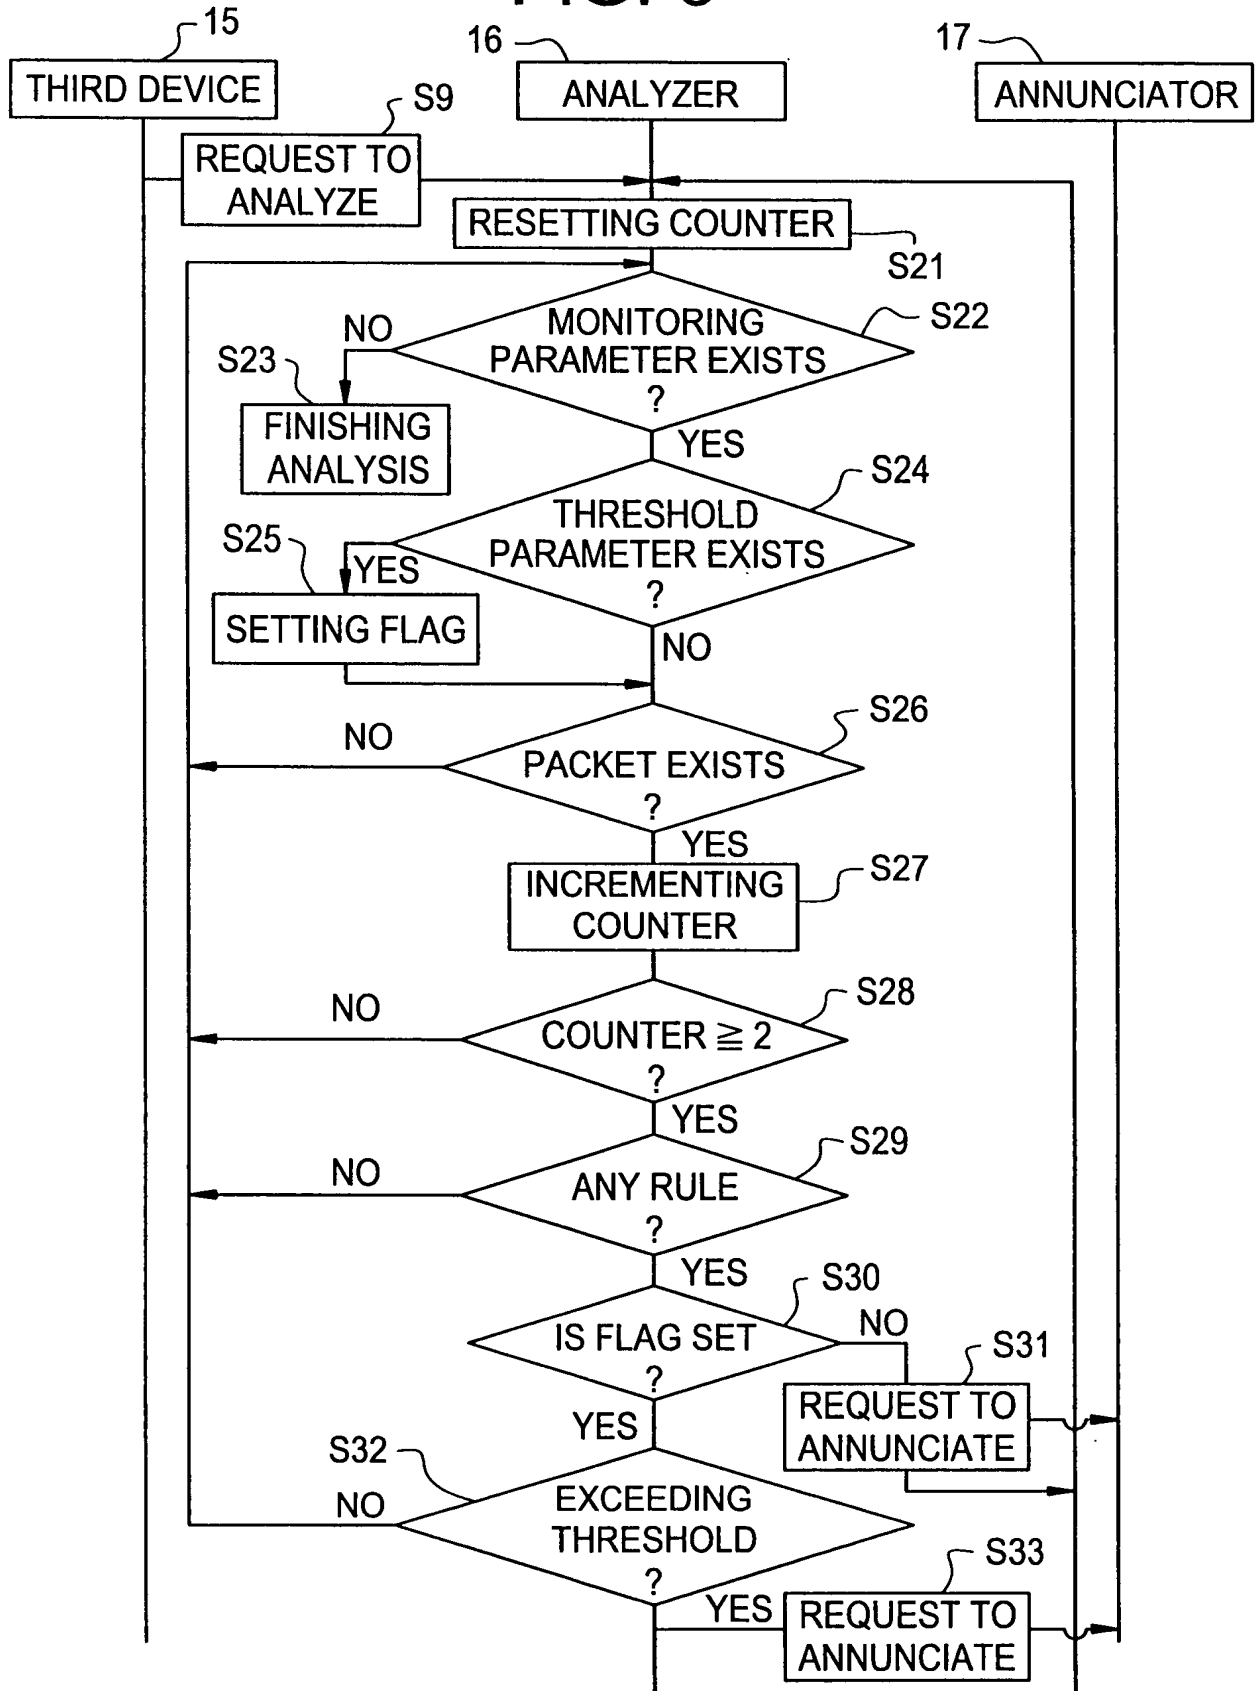 15
16
17
THIRD DEVICE
ANALYZER
ANNUNCIATOR
S9
REQUEST TO
ANALYZE
RESETTING COUNTER
S21
MONITORING
PARAMETER EXISTS
?
S22
NO
S23
FINISHING
ANALYSIS
YES
S24
THRESHOLD
PARAMETER EXISTS
?
S25
YES
SETTING FLAG
NO
S26
NO
PACKET EXISTS
?
YES
S27
INCREMENTING
COUNTER
S28
NO
COUNTER ≧ 2
?
YES
S29
NO
ANY RULE
?
YES
S30
IS FLAG SET
?
NO
S31
REQUEST TO
ANNUNCIATE
YES
S32
NO
EXCEEDING
THRESHOLD
?
S33
YES
REQUEST TO
ANNUNCIATE